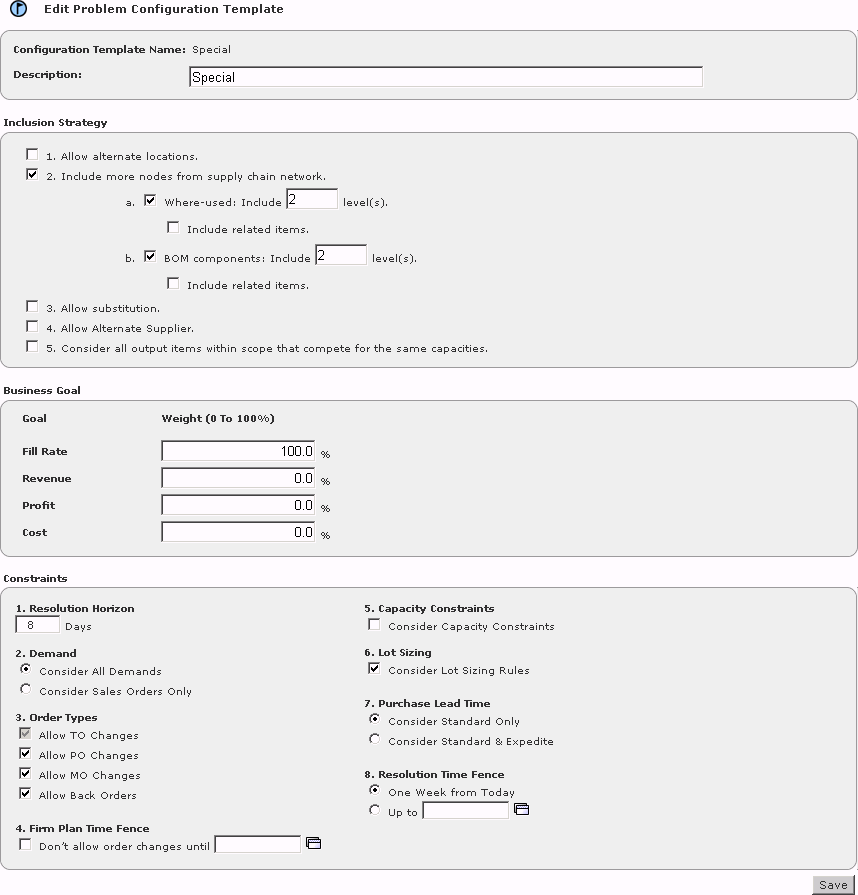 Edit Problem Configuration Template
Configuration Template Name: Special
Description: Special
Inclusion Strategy
1. Allow alternate locations.
2. Include more nodes from supply chain network.
a. Where-used: Include 2 level(s).
Include related items.
b. BOM components: Include 2 level(s).
Include related items.
3. Allow substitution.
4. Allow Alternate Supplier.
5. Consider all output items within scope that compete for the same capacities.
Business Goal
Goal Weight (0 To 100%)
Fill Rate 100.0 %
Revenue 0.0 %
Profit 0.0 %
Cost 0.0 %
Constraints
1. Resolution Horizon
8 Days
2. Demand
Consider All Demands
Consider Sales Orders Only
3. Order Types
Allow TO Changes
Allow PO Changes
Allow MO Changes
Allow Back Orders
4. Firm Plan Time Fence
Don't allow order changes until
5. Capacity Constraints
Consider Capacity Constraints
6. Lot Sizing
Consider Lot Sizing Rules
7. Purchase Lead Time
Consider Standard Only
Consider Standard & Expedite
8. Resolution Time Fence
One Week from Today
Up to
Save